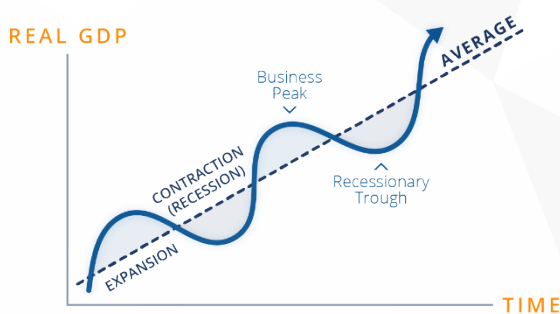 REAL GDP
AVERAGE
Business
Peak
CONTRACTION
(RECESSION)
Recessionary
Trough
EXPANSION
TIME